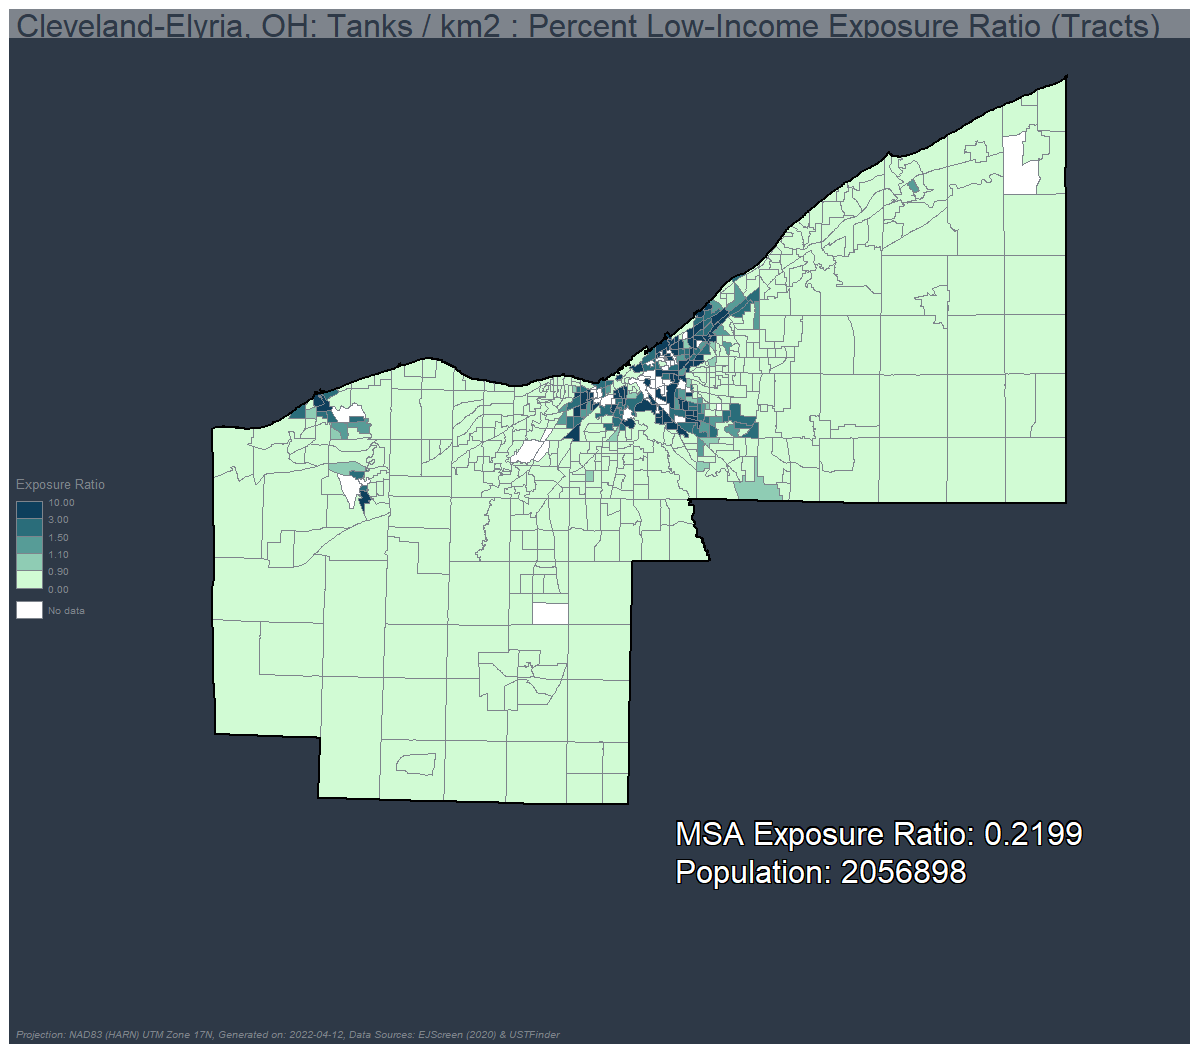 Cleveland-Elyria, OH: Tanks / km2 : Percent Low-Income Exposure Ratio (Tracts)
Exposure Ratio
10.00
3.00
1.50
1.10
0.90
0.00
No data
MSA Exposure Ratio: 0.2199
Population: 2056898
Projection: NAD83 (HARN) UTM Zone 17N, Generated on: 2022-04-12, Data Sources: EJScreen (2020) & USTFinder